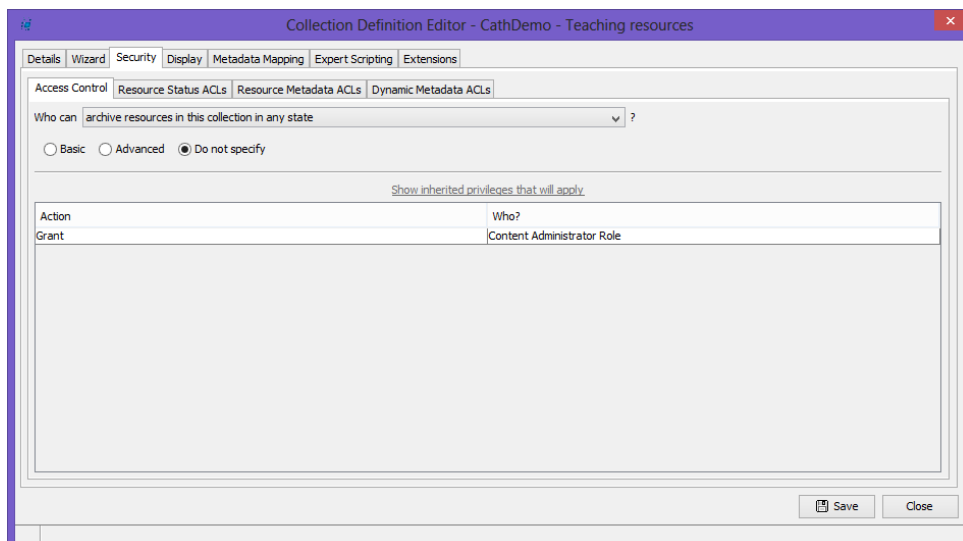 Collection Definition Editor - CathDemo - Teaching resources
Details Wizard Security Display Metadata Mapping Expert Scripting Extensions
Access Control Resource Status ACLs Resource Metadata ACLs Dynamic Metadata ACLs
Who can archive resources in this collection in any state ?
Basic Advanced Do not specify
Show inherited privileges that will apply
Action Who?
Grant Content Administrator Role
Save Close